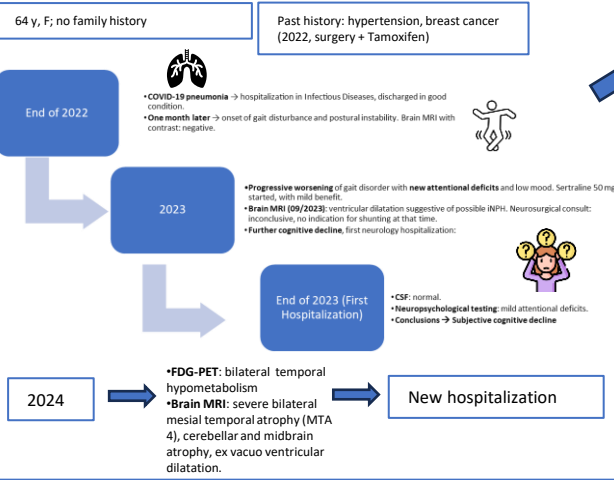 64 y, F; no family history
Past history: hypertension, breast cancer
(2022, surgery + Tamoxifen)
End of 2022
•COVID-19 pneumonia → hospitalization in Infectious Diseases, discharged in good
condition.
•One month later → onset of gait disturbance and postural instability. Brain MRI with
contrast: negative.
2023
•Progressive worsening of gait disorder with new attentional deficits and low mood. Sertraline 50 mg
started, with mild benefit.
•Brain MRI (09/2023): ventricular dilatation suggestive of possible iNPH. Neurosurgical consult:
inconclusive, no indication for shunting at that time.
•Further cognitive decline, first neurology hospitalization:
? ? ?
End of 2023 (First
Hospitalization)
•CSF: normal.
•Neuropsychological testing: mild attentional deficits.
•Conclusions → Subjective cognitive decline
2024
•FDG-PET: bilateral temporal
hypometabolism
•Brain MRI: severe bilateral
mesial temporal atrophy (MTA
4), cerebellar and midbrain
atrophy, ex vacuo ventricular
dilatation.
New hospitalization